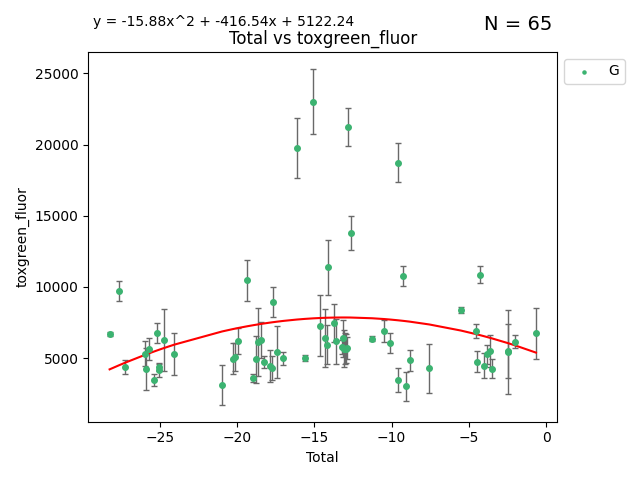 y = -15.88x^2 + -416.54x + 5122.24
N = 65
Total vs toxgreen_fluor
G
25000
20000
15000
10000
5000
toxgreen_fluor
−25
−20
−15
−10
−5
0
Total